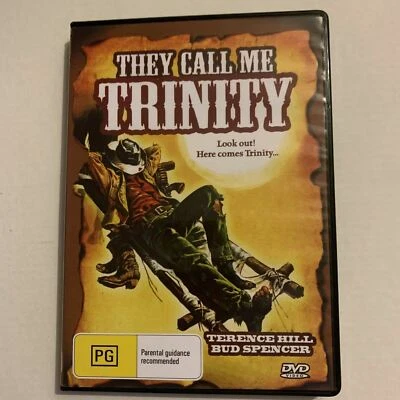 THEY CALL ME
TRINITY
Look out!
Here comes Trinity...
TERENCE HILL
BUD SPENCER
PG
Parental guidance
recommended
DVD
VIDEO